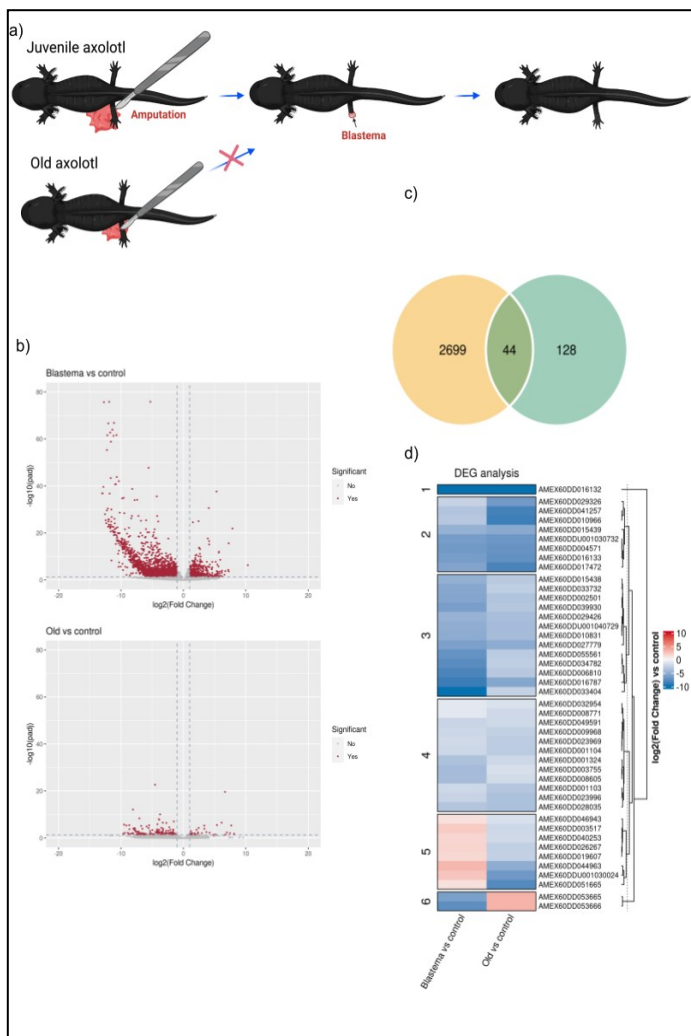 a)
Juvenile axolotl
Amputation
Blastema
Old axolotl
c)
2699
44
128
b)
Blastema vs control
80
60
40
20
0
-log10(padj)
-20
-10
0
10
20
log2(Fold Change)
Significant
No
Yes
Old vs control
80
60
40
20
0
-log10(padj)
-20
-10
0
10
20
log2(Fold Change)
Significant
No
Yes
d)
DEG analysis
1
AMEX60DD016132
2
AMEX60DD029326
AMEX60DD041257
AMEX60DD010966
AMEX60DD015439
AMEX60DDU001030732
AMEX60DD004571
AMEX60DD016133
AMEX60DD017472
3
AMEX60DD015438
AMEX60DD033732
AMEX60DD002501
AMEX60DD039930
AMEX60DD029426
AMEX60DDU001040729
AMEX60DD010831
AMEX60DD027779
AMEX60DD055561
AMEX60DD034782
AMEX60DD006810
AMEX60DD016787
AMEX60DD033404
4
AMEX60DD032954
AMEX60DD008771
AMEX60DD049591
AMEX60DD009968
AMEX60DD023969
AMEX60DD001104
AMEX60DD001324
AMEX60DD003755
AMEX60DD008605
AMEX60DD001103
AMEX60DD023996
AMEX60DD028035
5
AMEX60DD046943
AMEX60DD003517
AMEX60DD040253
AMEX60DD026267
AMEX60DD019607
AMEX60DD044963
AMEX60DDU001030024
AMEX60DD051665
6
AMEX60DD053665
AMEX60DD053666
Blastema vs control
Old vs control
log2(Fold Change) vs control
10
5
0
-5
-10